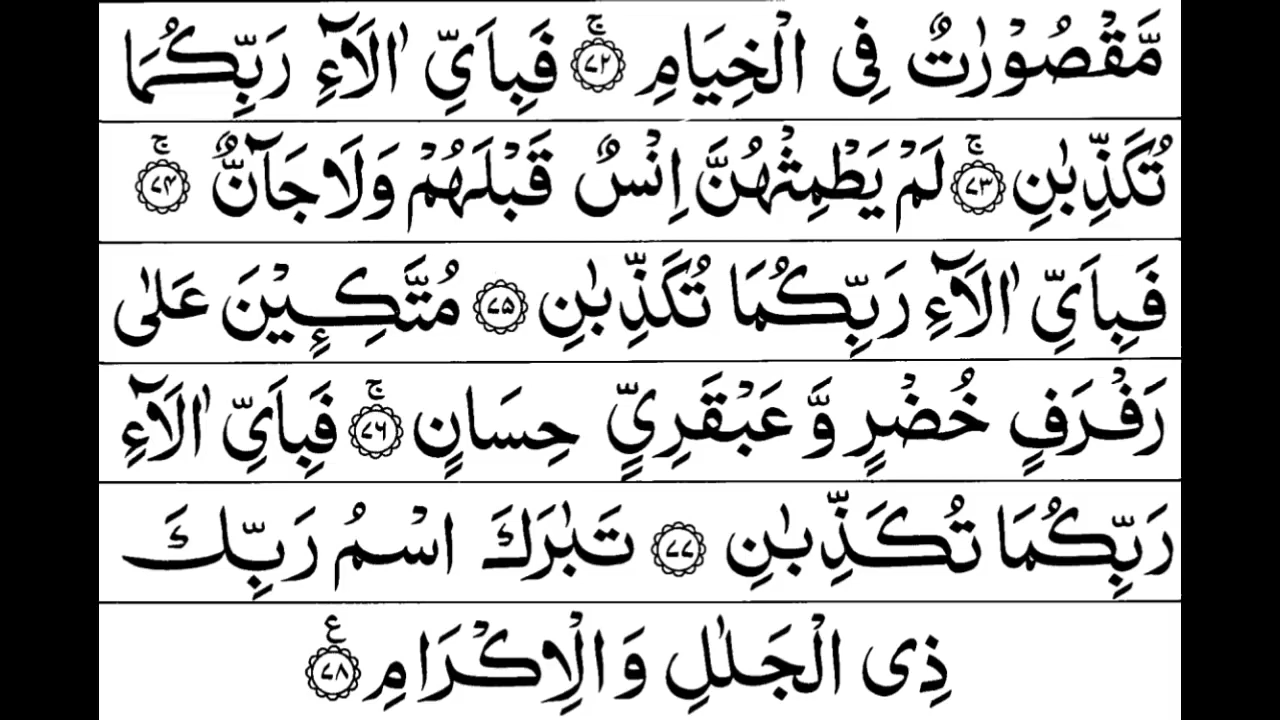 مَّقْصُوْرٰتٌ فِی الْخِیَامِ ۚ﴿۷۲﴾ فَبِاَیِّ اٰلَآءِ رَبِّكُمَا
تُكَذِّبٰنِ ۚ﴿۷۳﴾ لَمْ یَطْمِثْهُنَّ اِنْسٌ قَبْلَهُمْ وَلَا جَآنٌّ ۚ﴿۷۴﴾
فَبِاَیِّ اٰلَآءِ رَبِّكُمَا تُكَذِّبٰنِ ﴿۷۵﴾ مُتَّكِـِٕیْنَ عَلٰی
رَفْرَفٍ خُضْرٍ وَّ عَبْقَرِیٍّ حِسَانٍ ۚ﴿۷۶﴾ فَبِاَیِّ اٰلَآءِ
رَبِّكُمَا تُكَذِّبٰنِ ﴿۷۷﴾ تَبٰرَكَ اسْمُ رَبِّكَ
ذِی الْجَلٰلِ وَ الْاِكْرَامِ ﴿۷۸﴾ ع